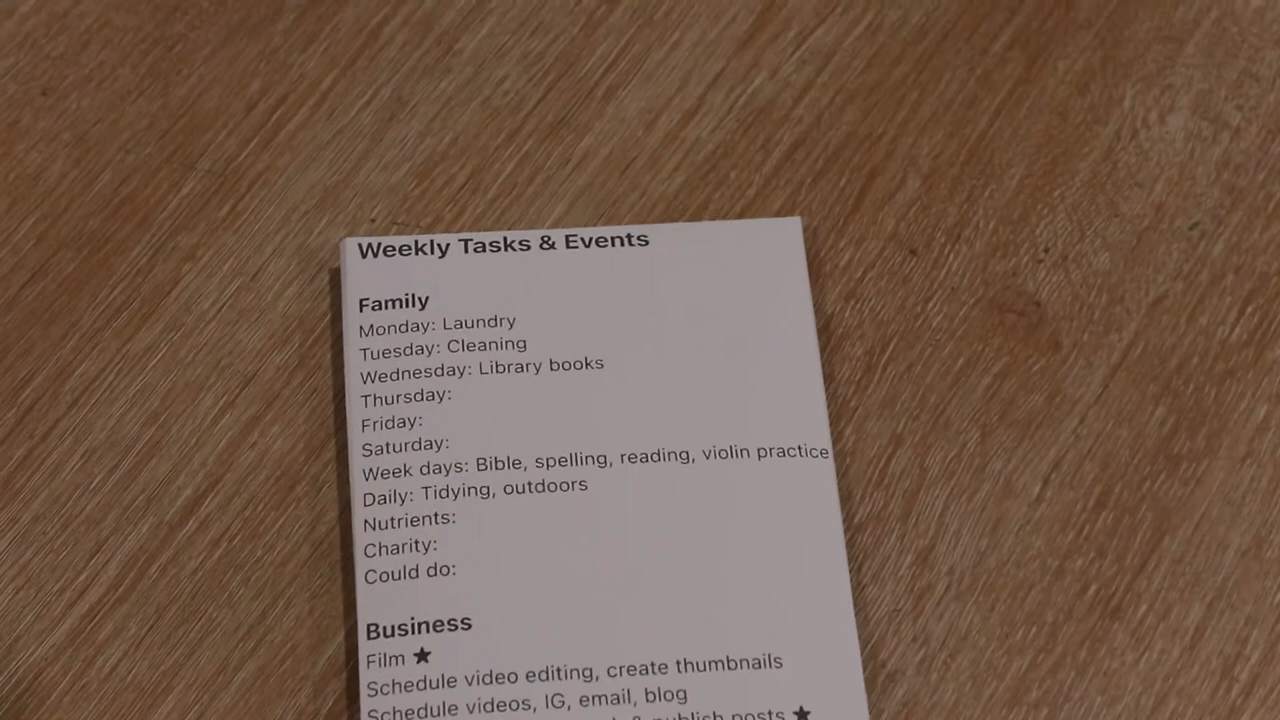 Weekly Tasks & Events
Family
Monday: Laundry
Tuesday: Cleaning
Wednesday: Library books
Thursday:
Friday:
Saturday:
Week days: Bible, spelling, reading, violin practice
Daily: Tidying, outdoors
Nutrients:
Charity:
Could do:
Business
Film ★
Schedule video editing, create thumbnails
Schedule videos, IG, email, blog
& publish posts ★